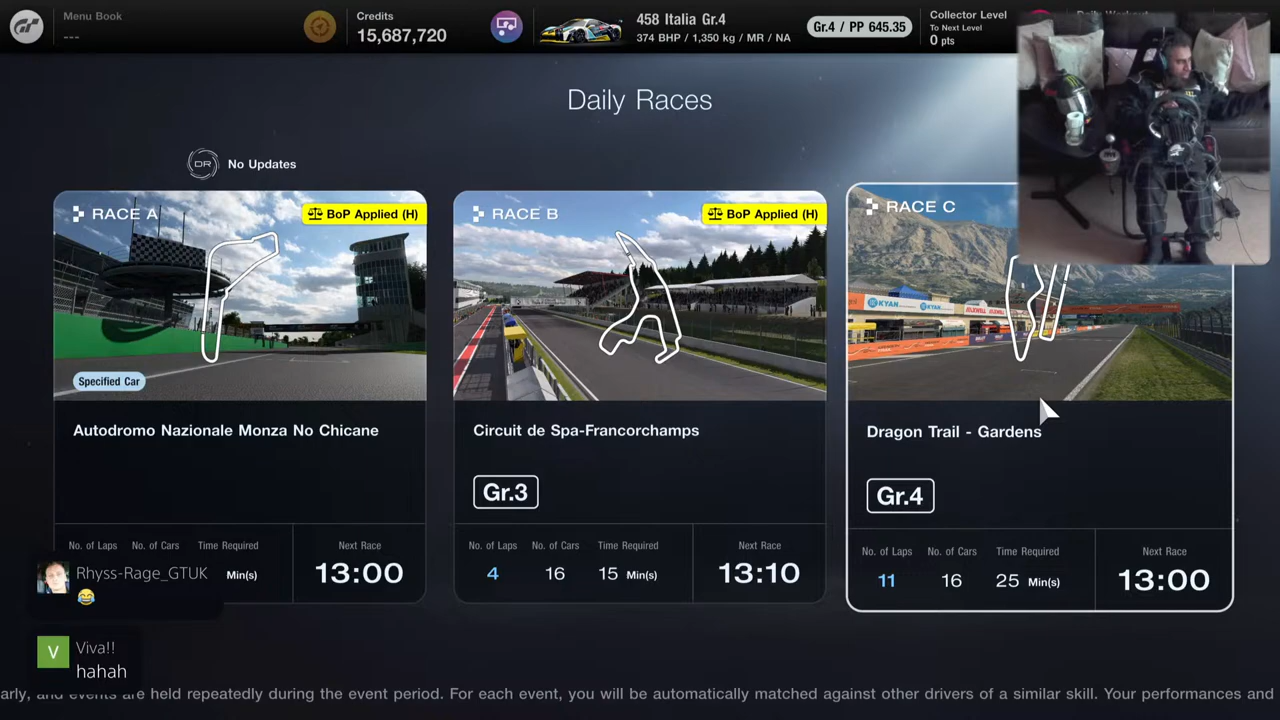 GT
Menu Book
---
Credits
15,687,720
458 Italia Gr.4
374 BHP / 1,350 kg / MR / NA
Gr.4 / PP 645.35
Collector Level
To Next Level
0 pts
Daily Races
DR No Updates
RACE A
BoP Applied (H)
Specified Car
Autodromo Nazionale Monza No Chicane
No. of Laps No. of Cars Time Required
Min(s)
Next Race
13:00
RACE B
BoP Applied (H)
Circuit de Spa-Francorchamps
Gr.3
No. of Laps No. of Cars Time Required
4 16 15 Min(s)
Next Race
13:10
RACE C
KYAN KYAN MAXWELL
Dragon Trail - Gardens
Gr.4
No. of Laps No. of Cars Time Required
11 16 25 Min(s)
Next Race
13:00
Rhyss-Rage_GTUK
😂
V
Viva!!
hahah
arly, and events are held repeatedly during the event period. For each event, you will be automatically matched against other drivers of a similar skill. Your performances and